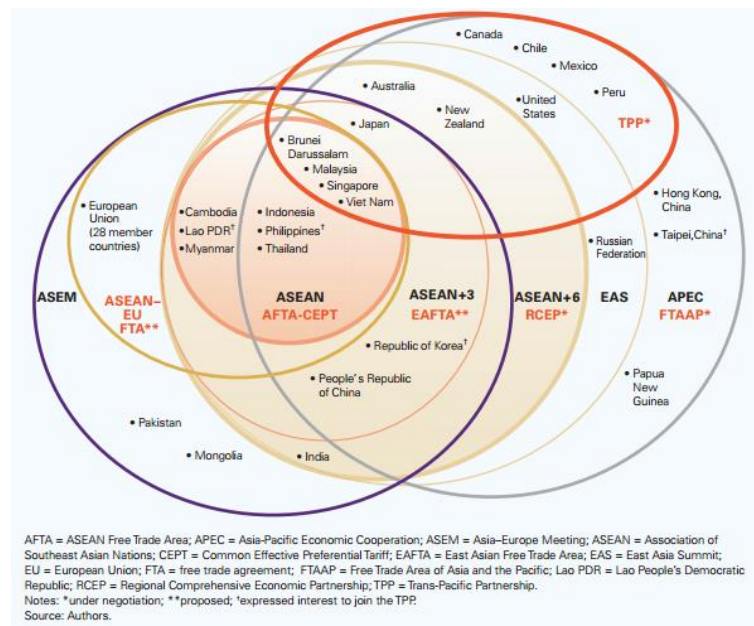 • Canada
• Chile
• Mexico
• Australia
• Peru
• United
States
• New
Zealand
TPP*
• Japan
• Brunei
Darussalam
• Malaysia
• Singapore
• Viet Nam
• Hong Kong,
China
• European
Union
(28 member
countries)
• Cambodia
• Indonesia
• Lao PDR†
• Philippines†
• Myanmar
• Thailand
• Taipei,China†
• Russian
Federation
ASEM
ASEAN–
EU
FTA**
ASEAN
AFTA-CEPT
ASEAN+3
EAFTA**
ASEAN+6
RCEP*
EAS
APEC
FTAAP*
• Republic of Korea†
• People's Republic
of China
• Papua
New
Guinea
• Pakistan
• Mongolia
• India
AFTA = ASEAN Free Trade Area; APEC = Asia-Pacific Economic Cooperation; ASEM = Asia–Europe Meeting; ASEAN = Association of
Southeast Asian Nations; CEPT = Common Effective Preferential Tariff; EAFTA = East Asian Free Trade Area; EAS = East Asia Summit;
EU = European Union; FTA = free trade agreement; FTAAP = Free Trade Area of Asia and the Pacific; Lao PDR = Lao People's Democratic
Republic; RCEP = Regional Comprehensive Economic Partnership; TPP = Trans-Pacific Partnership.
Notes: *under negotiation; **proposed; †expressed interest to join the TPP.
Source: Authors.